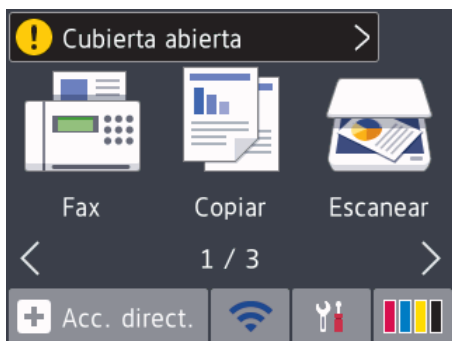 Cubierta abierta
Fax Copiar Escanear
1 / 3
Acc. direct.